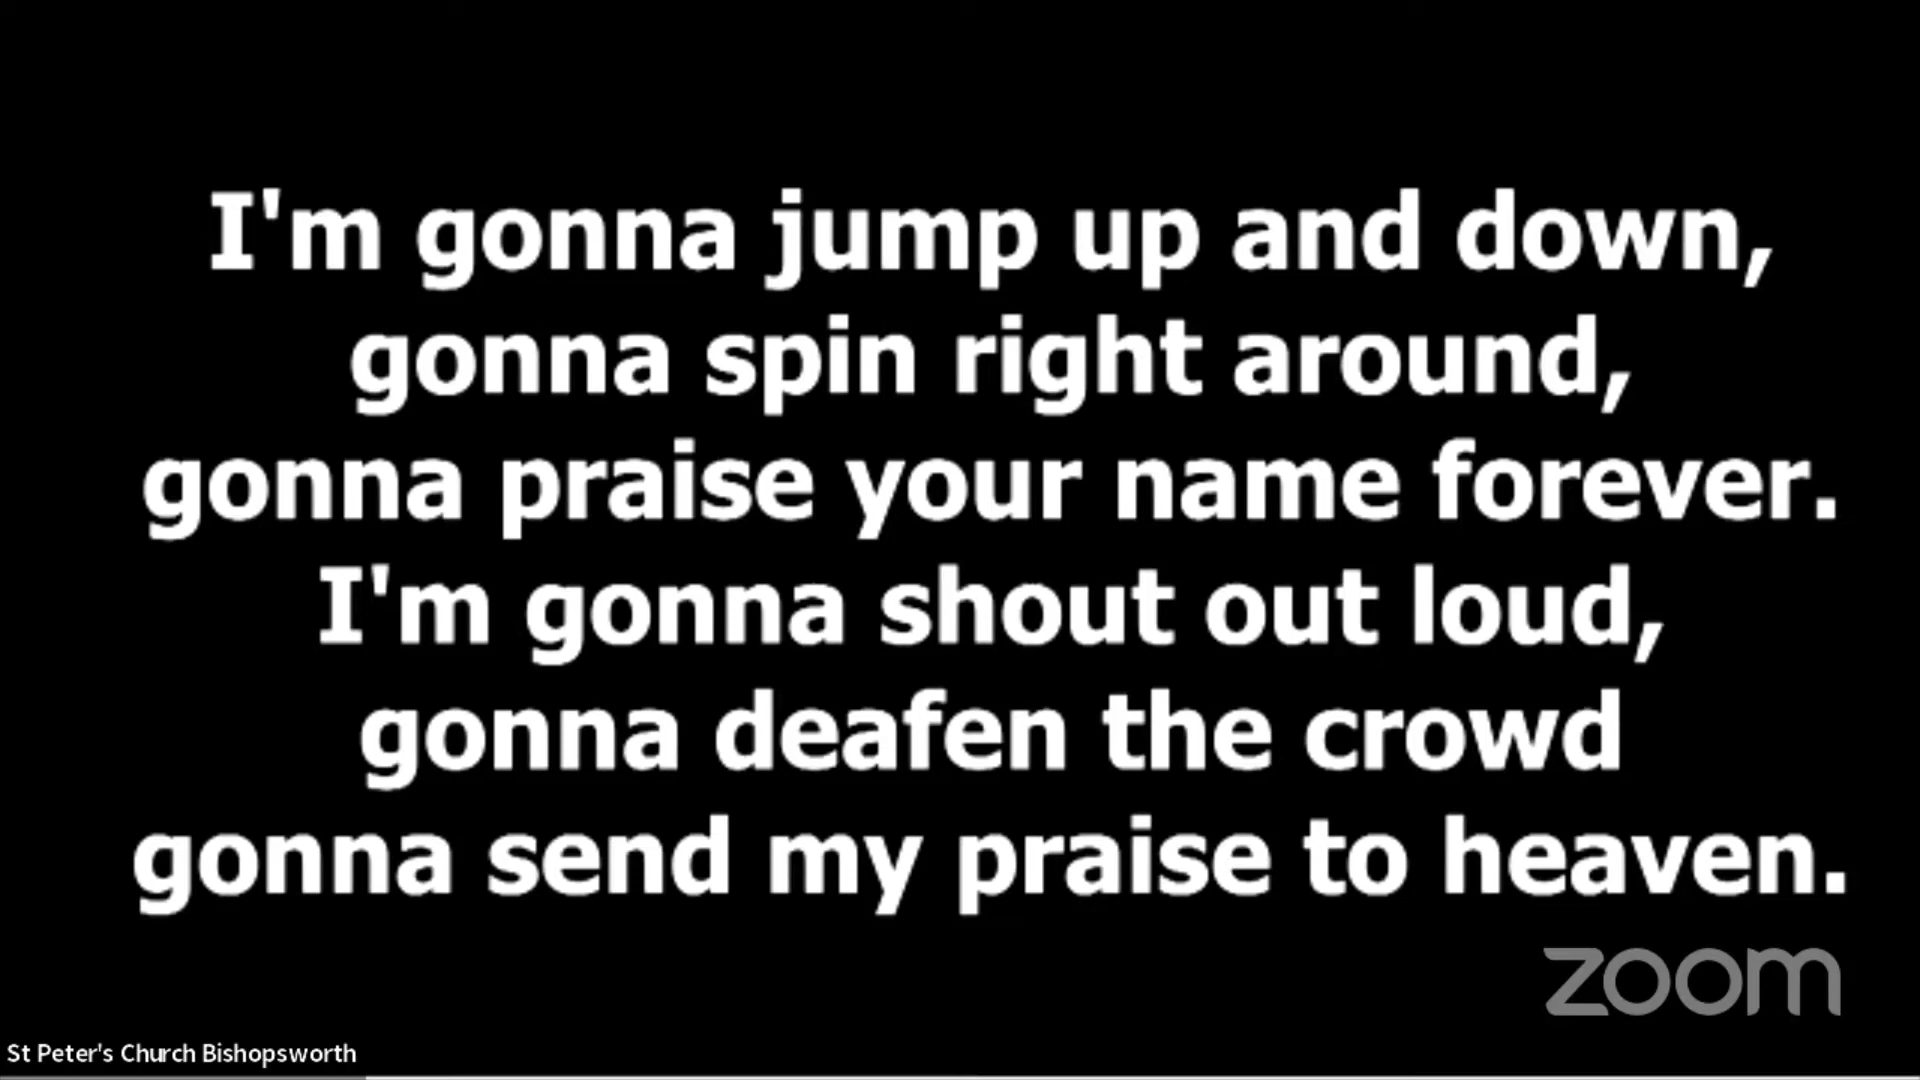 I'm gonna jump up and down,
gonna spin right around,
gonna praise your name forever.
I'm gonna shout out loud,
gonna deafen the crowd
gonna send my praise to heaven.
zoom
St Peter's Church Bishopsworth